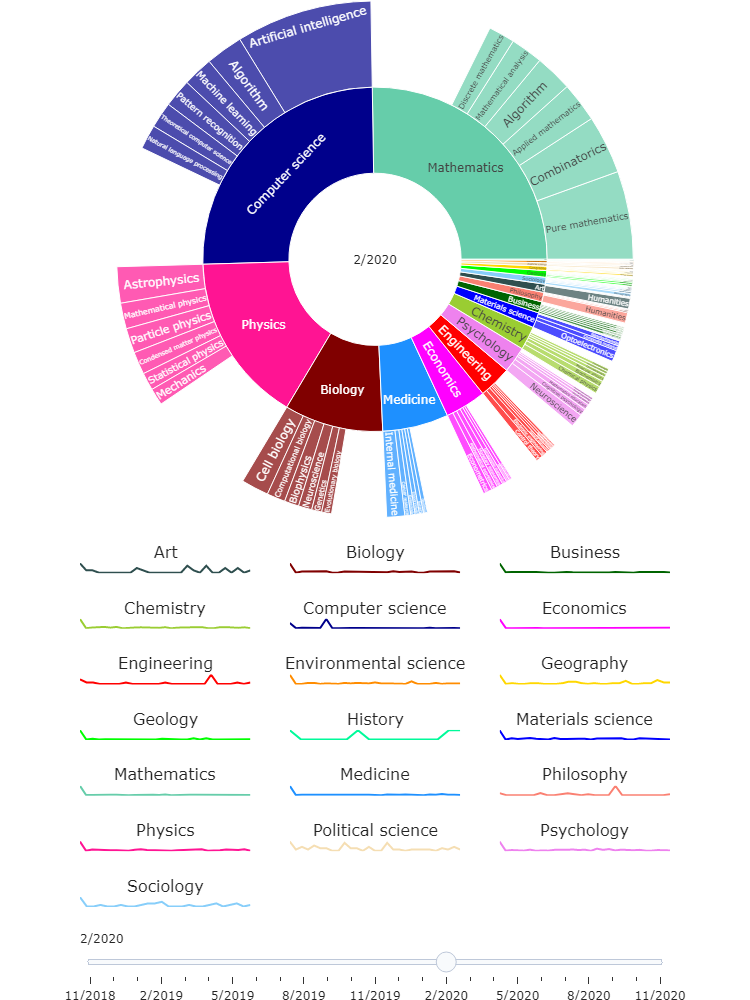 Artificial intelligence
Algorithm
Machine learning
Pattern recognition
Theoretical computer science
Natural language processing
Computer science
Discrete mathematics
Mathematical analysis
Algorithm
Applied mathematics
Combinatorics
Pure mathematics
Mathematics
2/2020
Astrophysics
Mathematical physics
Particle physics
Condensed matter physics
Statistical physics
Mechanics
Physics
Art
Humanities
Philosophy
Humanities
Business
Materials science
Optoelectronics
Chemistry
Psychology
Neuroscience
Engineering
Economics
Medicine
Internal medicine
Biology
Cell biology
Computational biology
Biophysics
Neuroscience
Genetics
Evolutionary biology
Art
Biology
Business
Chemistry
Computer science
Economics
Engineering
Environmental science
Geography
Geology
History
Materials science
Mathematics
Medicine
Philosophy
Physics
Political science
Psychology
Sociology
2/2020
11/2018
2/2019
5/2019
8/2019
11/2019
2/2020
5/2020
8/2020
11/2020